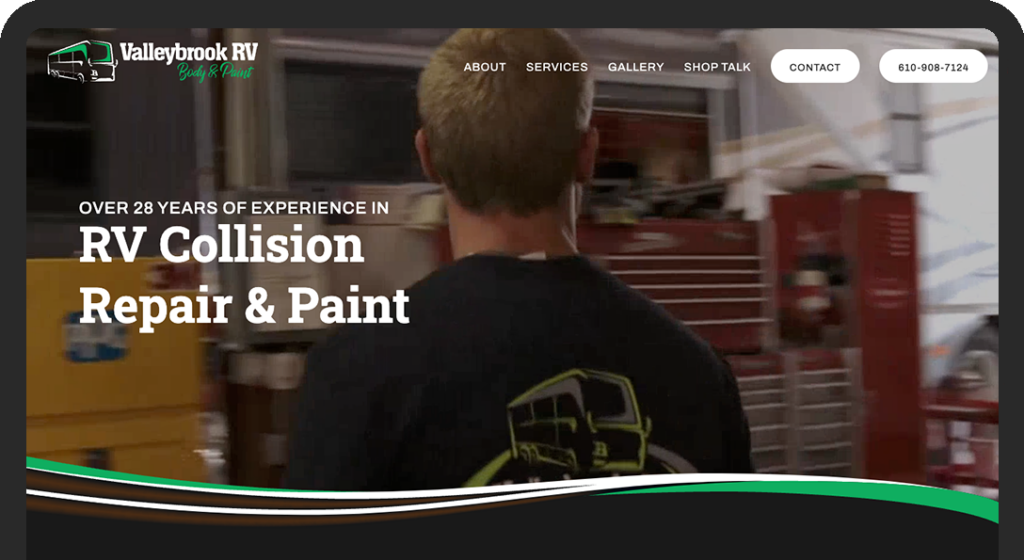 Valleybrook RV
Body & Paint
ABOUT
SERVICES
GALLERY
SHOP TALK
CONTACT
610-908-7124
OVER 28 YEARS OF EXPERIENCE IN
RV Collision
Repair & Paint